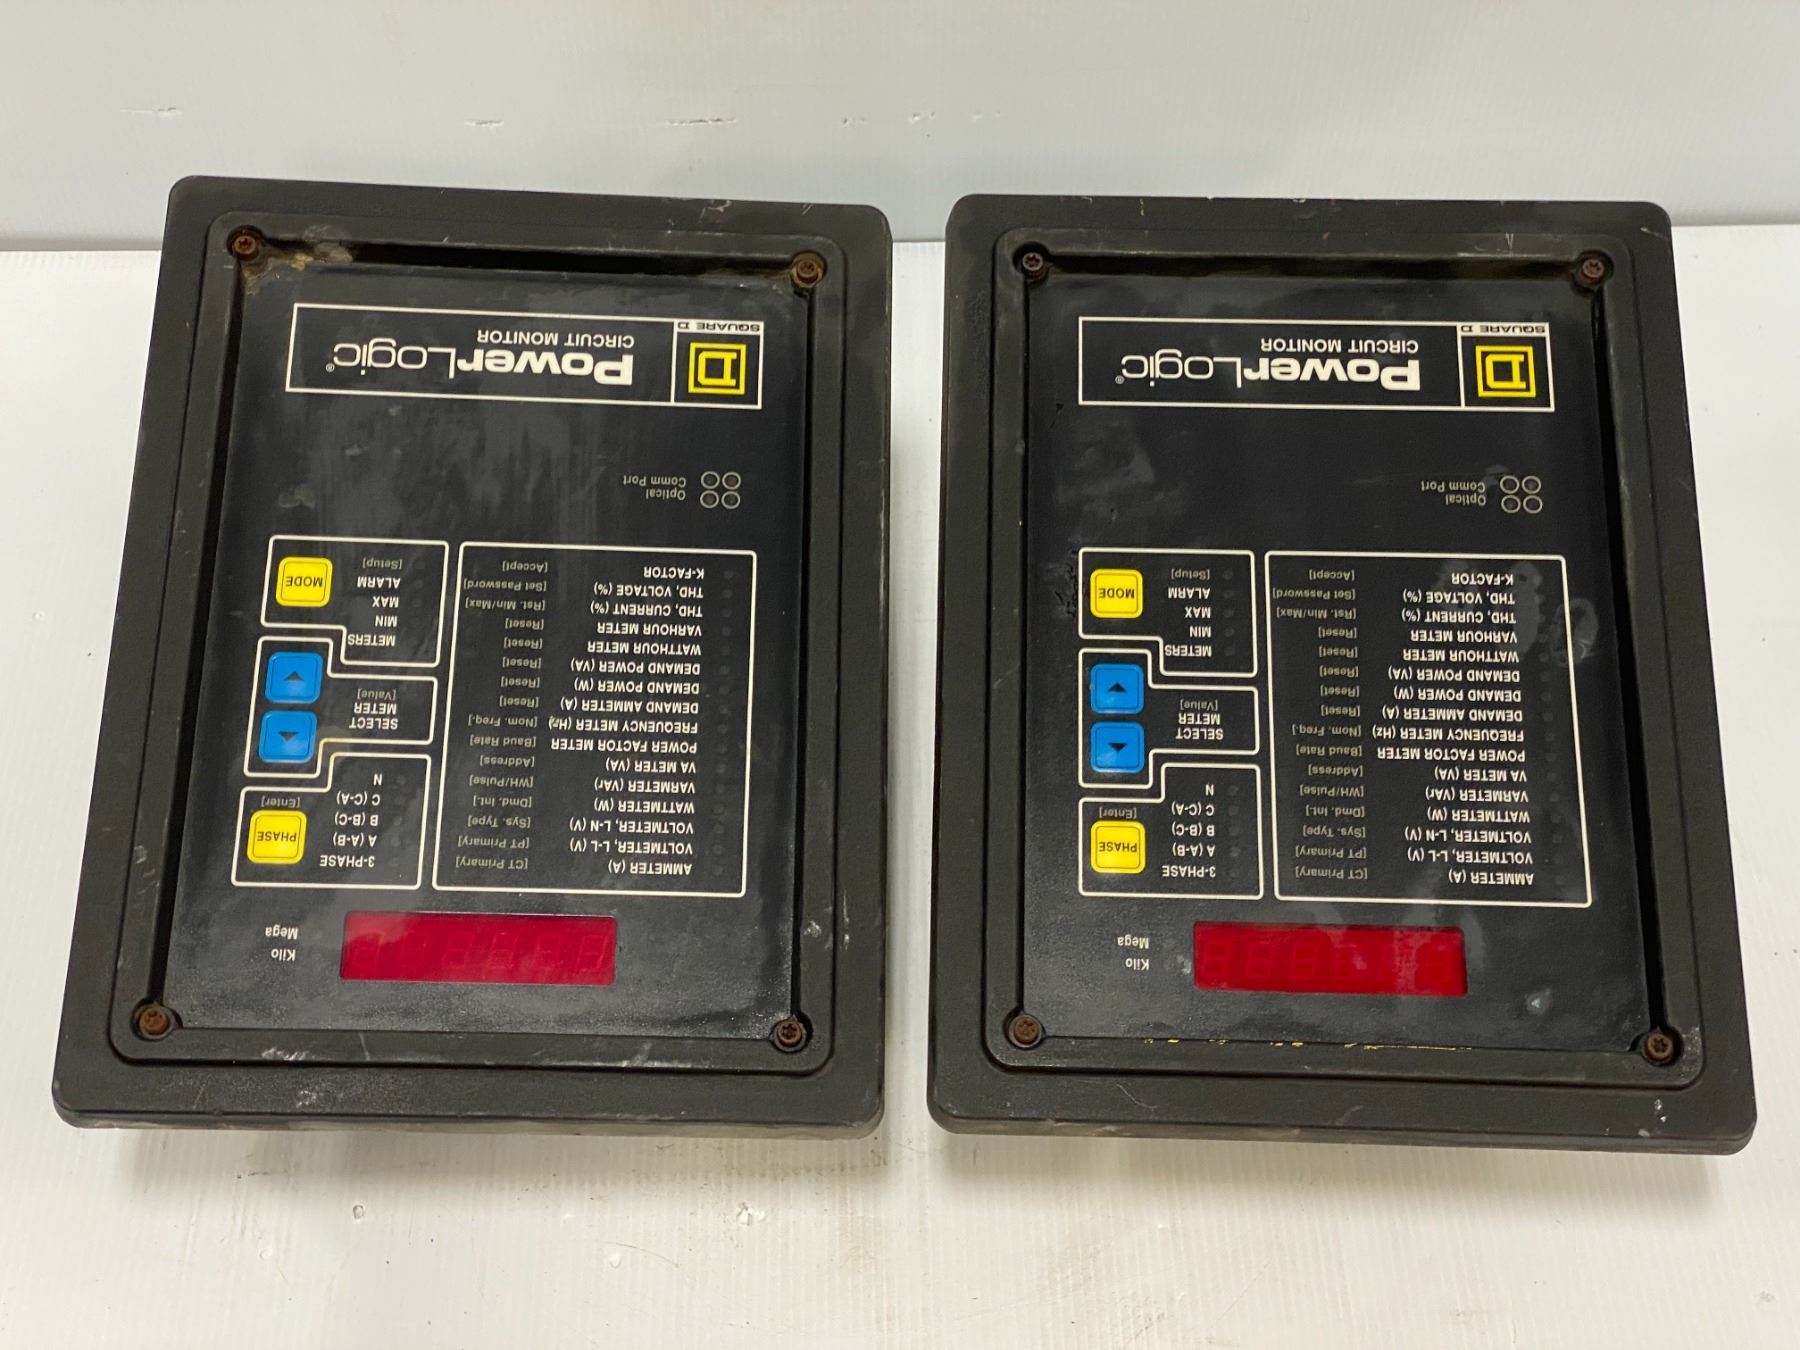 Kilo
Mega
AMMETER (A) [CT Primary]
VOLTMETER, L-L (V) [PT Primary]
VOLTMETER, L-N (V) [Sys. Type]
WATTMETER (W) [Dmd. Int.]
VARMETER (VAr) [WH/Pulse]
VA METER (VA) [Address]
POWER FACTOR METER [Baud Rate]
FREQUENCY METER (Hz) [Nom. Freq.]
DEMAND AMMETER (A) [Reset]
DEMAND POWER (W) [Reset]
DEMAND POWER (VA) [Reset]
WATTHOUR METER [Reset]
VARHOUR METER [Reset]
THD, CURRENT (%) [Rst. Min/Max]
THD, VOLTAGE (%) [Set Password]
K-FACTOR [Accept]
3-PHASE
A (A-B)
B (B-C)
C (C-A)
N
PHASE
[Enter]
SELECT
METER
[Value]
METERS
MIN
MAX
ALARM
[Setup]
MODE
Optical
Comm Port
D
SQUARE D
PowerLogic®
CIRCUIT MONITOR
Kilo
Mega
AMMETER (A) [CT Primary]
VOLTMETER, L-L (V) [PT Primary]
VOLTMETER, L-N (V) [Sys. Type]
WATTMETER (W) [Dmd. Int.]
VARMETER (VAr) [WH/Pulse]
VA METER (VA) [Address]
POWER FACTOR METER [Baud Rate]
FREQUENCY METER (Hz) [Nom. Freq.]
DEMAND AMMETER (A) [Reset]
DEMAND POWER (W) [Reset]
DEMAND POWER (VA) [Reset]
WATTHOUR METER [Reset]
VARHOUR METER [Reset]
THD, CURRENT (%) [Rst. Min/Max]
THD, VOLTAGE (%) [Set Password]
K-FACTOR [Accept]
3-PHASE
A (A-B)
B (B-C)
C (C-A)
N
PHASE
[Enter]
SELECT
METER
[Value]
METERS
MIN
MAX
ALARM
[Setup]
MODE
Optical
Comm Port
D
SQUARE D
PowerLogic®
CIRCUIT MONITOR